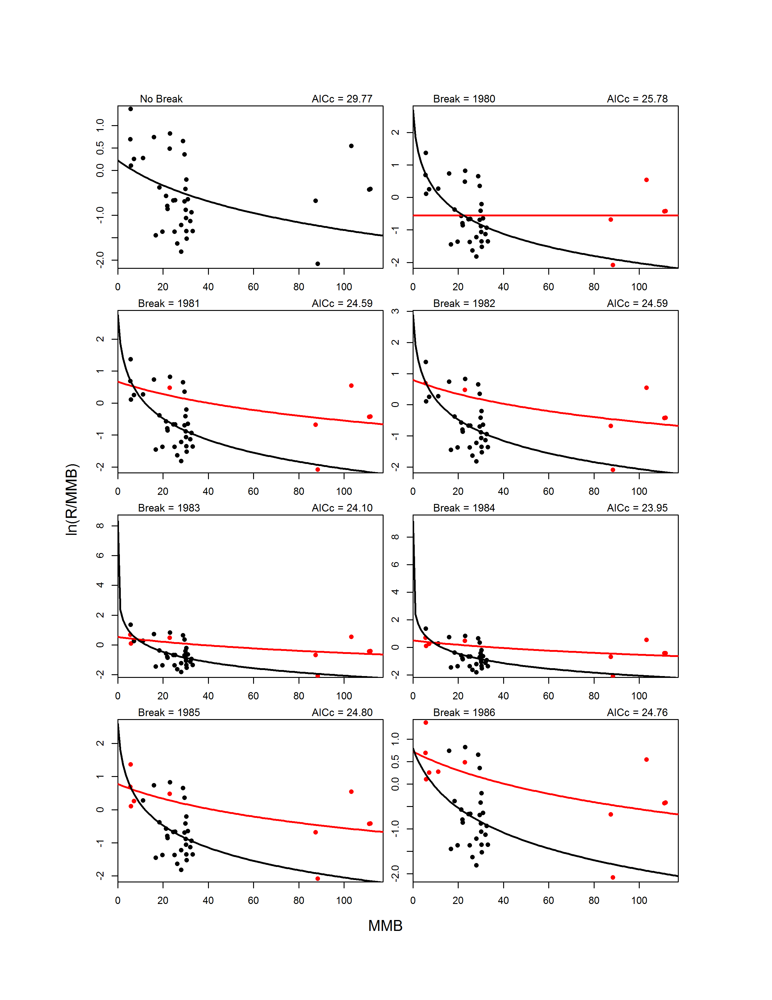 No Break AICc = 29.77
1.0
0.5
0.0
-1.0
-2.0
0 20 40 60 80 100
Break = 1980 AICc = 25.78
2
1
0
-1
-2
0 20 40 60 80 100
Break = 1981 AICc = 24.59
2
1
0
-1
-2
0 20 40 60 80 100
Break = 1982 AICc = 24.59
3
2
1
0
-1
-2
0 20 40 60 80 100
Break = 1983 AICc = 24.10
8
6
4
2
0
-2
0 20 40 60 80 100
Break = 1984 AICc = 23.95
8
6
4
2
0
-2
0 20 40 60 80 100
Break = 1985 AICc = 24.80
2
1
0
-1
-2
0 20 40 60 80 100
Break = 1986 AICc = 24.76
1.0
0.5
0.0
-1.0
-2.0
0 20 40 60 80 100
ln(R/MMB)
MMB